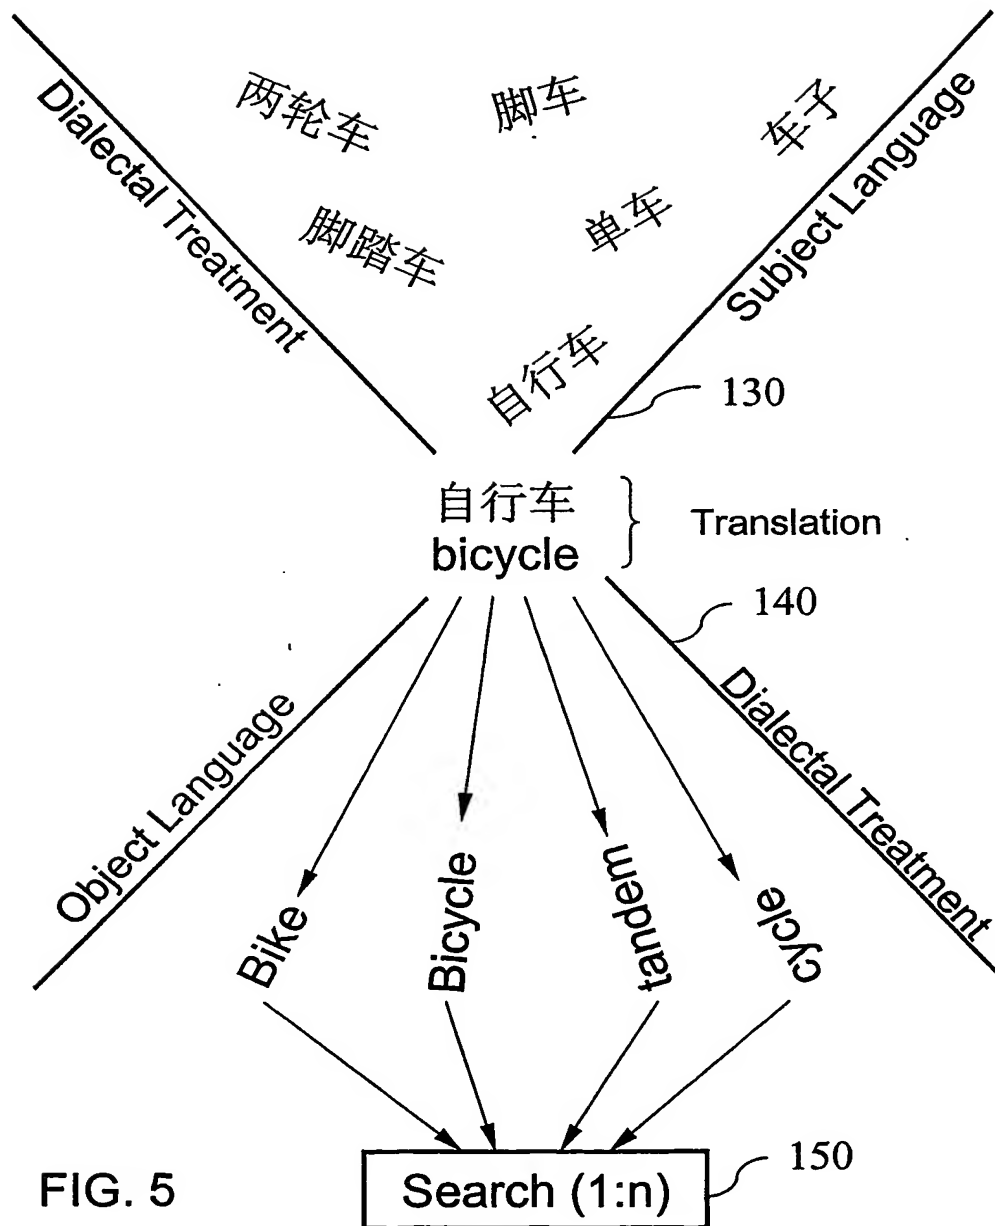 两轮车
脚车
车子
Dialectal Treatment
Subject Language
脚踏车
单车
自行车
130
自行车
bicycle
Translation
140
Object Language
Dialectal Treatment
Bike
Bicycle
tandem
cycle
150
Search (1:n)
FIG. 5